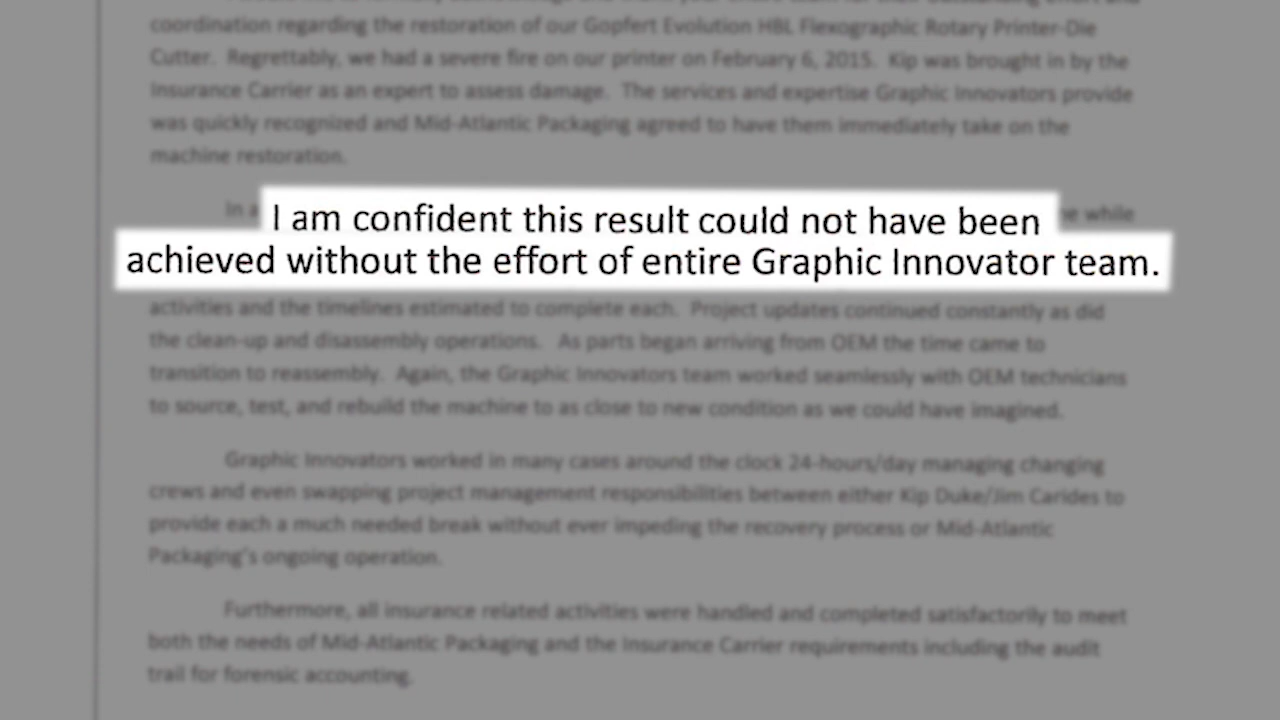 coordination regarding the restoration of our Gopfert Evolution HBL Flexographic Rotary Printer-Die
Cutter. Regrettably, we had a severe fire on our printer on February 6, 2015. Kip was brought in by the
Insurance Carrier as an expert to assess damage. The services and expertise Graphic Innovators provide
was quickly recognized and Mid-Atlantic Packaging agreed to have them immediately take on the
machine restoration.
I am confident this result could not have been
while
achieved without the effort of entire Graphic Innovator team.
activities and the timelines estimated to complete each. Project updates continued constantly as did
the clean-up and disassembly operations. As parts began arriving from OEM the time came to
transition to reassembly. Again, the Graphic Innovators team worked seamlessly with OEM technicians
to source, test, and rebuild the machine to as close to new condition as we could have imagined.
Graphic Innovators worked in many cases around the clock 24-hours/day managing changing
crews and even swapping project management responsibilities between either Kip Duke/Jim Carides to
provide each a much needed break without ever impeding the recovery process or Mid-Atlantic
Packaging's ongoing operation.
Furthermore, all insurance related activities were handled and completed satisfactorily to meet
both the needs of Mid-Atlantic Packaging and the Insurance Carrier requirements including the audit
trail for forensic accounting.